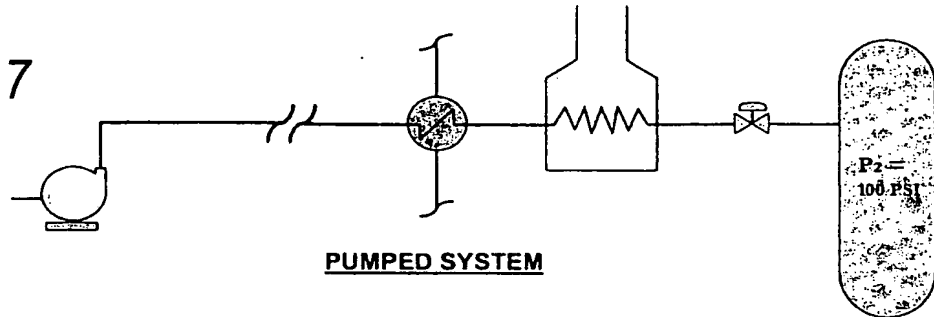 7
P₂ =
100 PSI
PUMPED SYSTEM